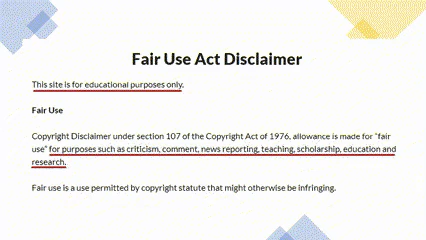 Fair Use Act Disclaimer
This site is for educational purposes only.
Fair Use
Copyright Disclaimer under section 107 of the Copyright Act of 1976, allowance is made for “fair
use” for purposes such as criticism, comment, news reporting, teaching, scholarship, education and
research.
Fair use is a use permitted by copyright statute that might otherwise be infringing.